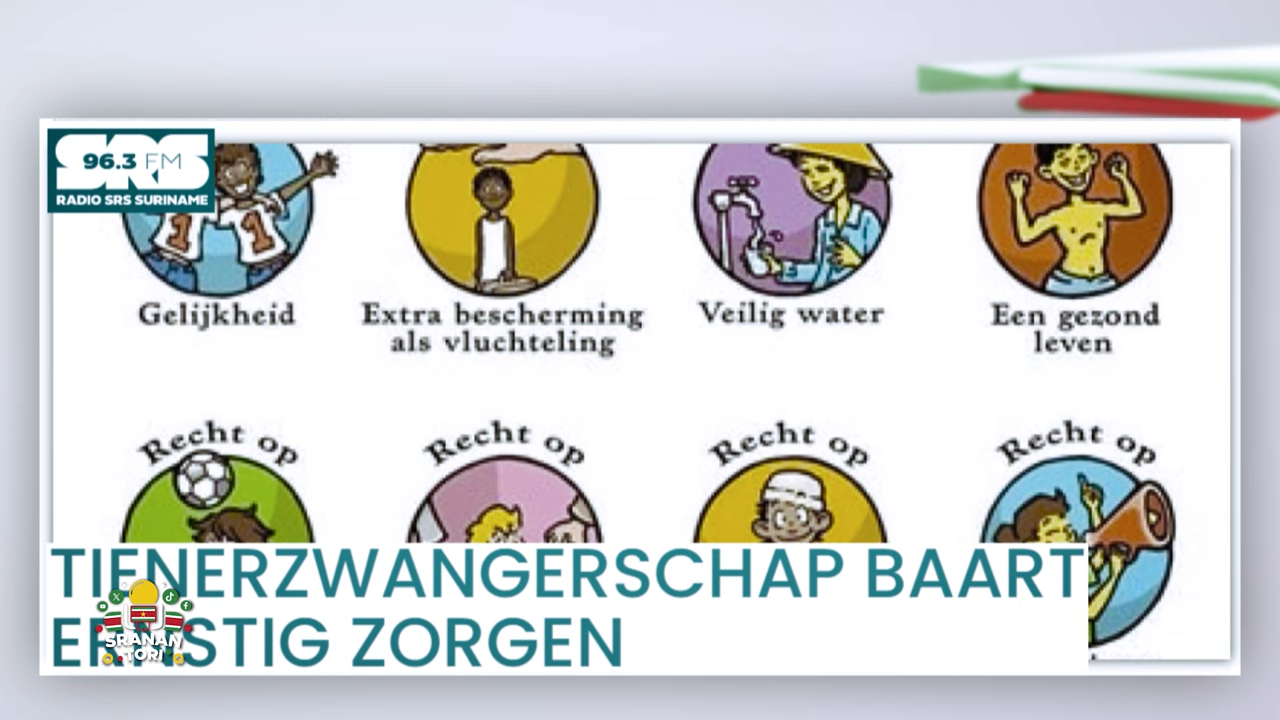 SRS
96.3 FM
RADIO SRS SURINAME
Gelijkheid
Extra bescherming
als vluchteling
Veilig water
Een gezond
leven
Recht op
Recht op
Recht op
Recht op
TIENERZWANGERSCHAP BAART
ERNSTIG ZORGEN
SRANAN
TORI